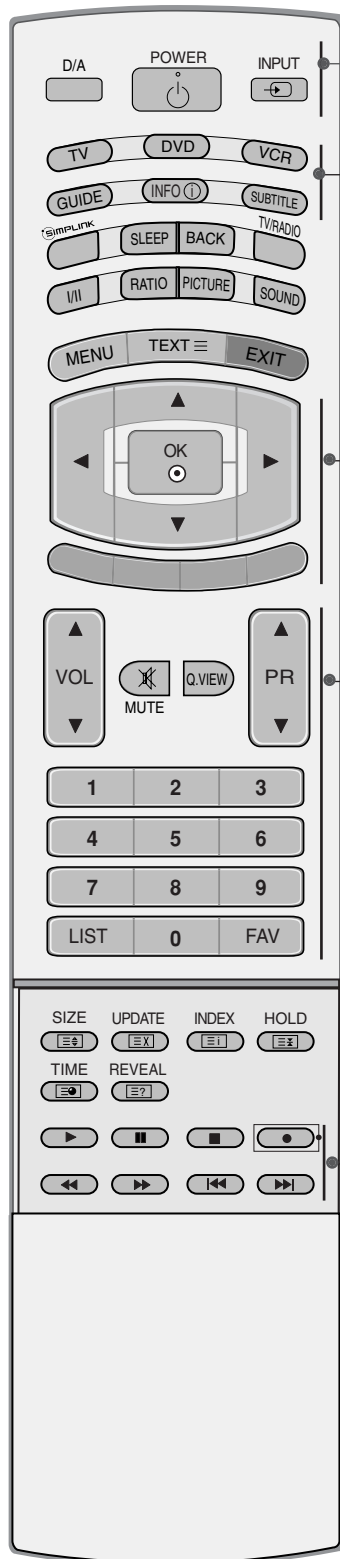 D/A POWER INPUT
TV DVD VCR
GUIDE INFO i SUBTITLE
SIMPLINK SLEEP BACK TV/RADIO
I/II RATIO PICTURE SOUND
MENU TEXT EXIT
OK
VOL MUTE Q.VIEW PR
1 2 3
4 5 6
7 8 9
LIST 0 FAV
SIZE UPDATE INDEX HOLD
X i
TIME REVEAL
?